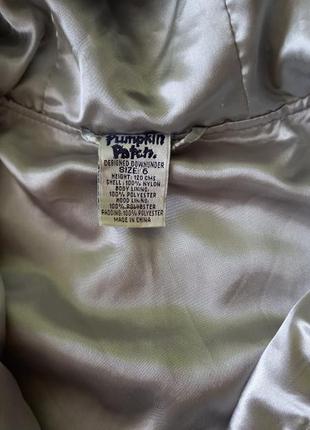 Pumpkin
Patch.
DESIGNED DOWNUNDER
SIZE: 6
HEIGHT: 120 CMS
SHELL: 100% NYLON
BODY LINING:
100% POLYESTER
HOOD LINING:
100% POLYESTER
PADDING: 100% POLYESTER
MADE IN CHINA